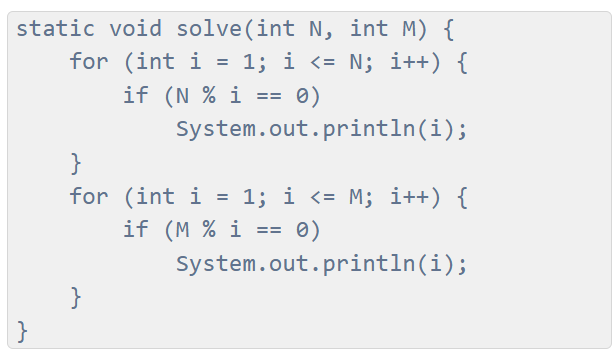 static void solve(int N, int M) {
    for (int i = 1; i <= N; i++) {
        if (N % i == 0)
            System.out.println(i);
    }
    for (int i = 1; i <= M; i++) {
        if (M % i == 0)
            System.out.println(i);
    }
}